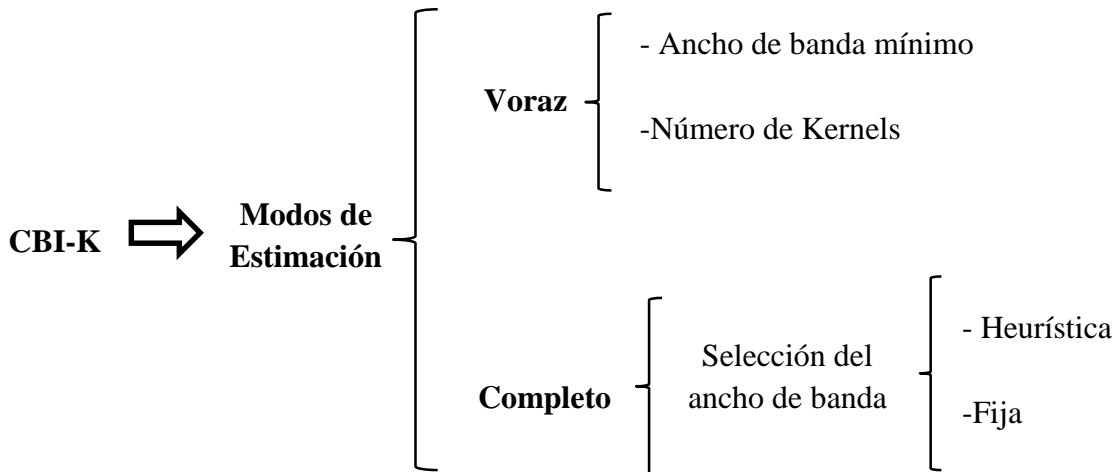 CBI-K
Modos de
Estimación
Voraz
- Ancho de banda mínimo
-Número de Kernels
Completo
Selección del
ancho de banda
- Heurística
-Fija